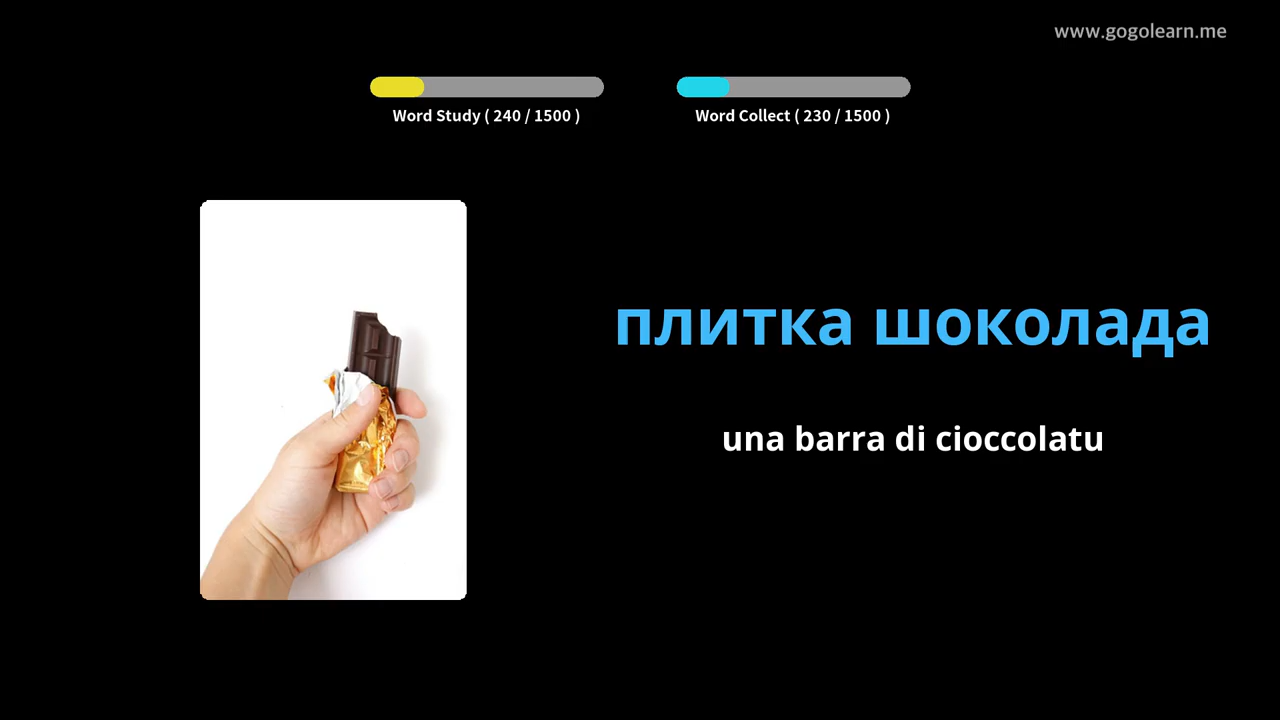 www.gogolearn.me
Word Study ( 240 / 1500 )
Word Collect ( 230 / 1500 )
плитка шоколада
una barra di cioccolatu